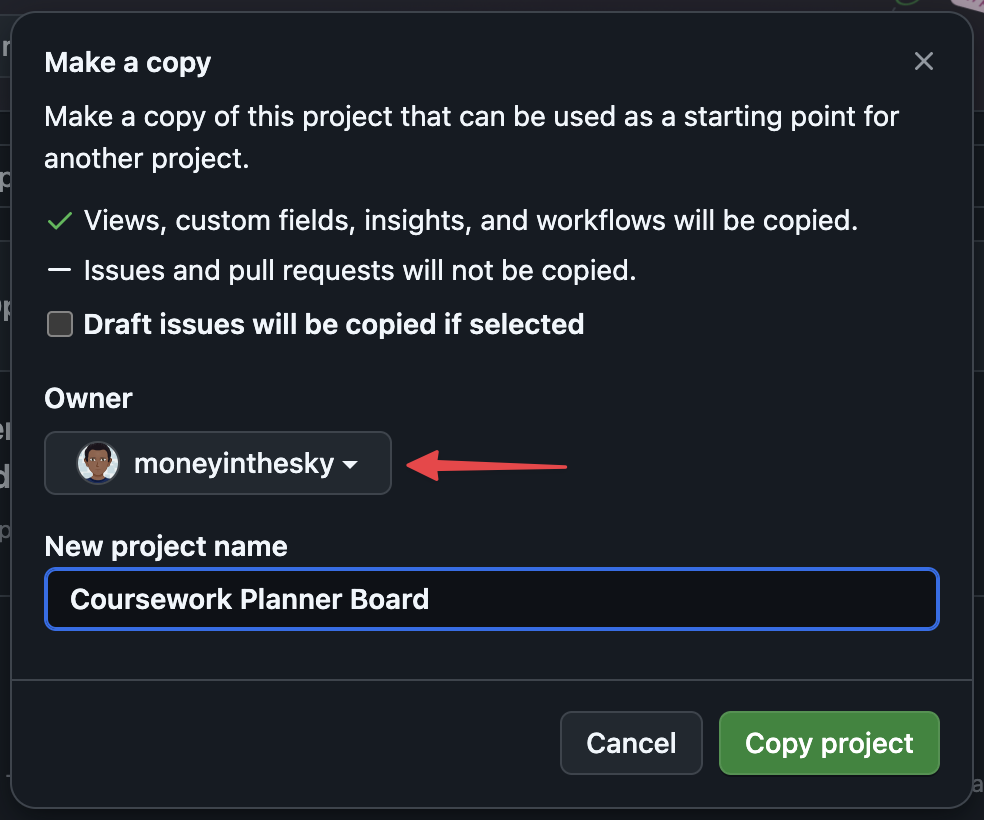 Make a copy
Make a copy of this project that can be used as a starting point for
another project.
Views, custom fields, insights, and workflows will be copied.
Issues and pull requests will not be copied.
Draft issues will be copied if selected
Owner
moneyinthesky
New project name
Coursework Planner Board
Cancel
Copy project